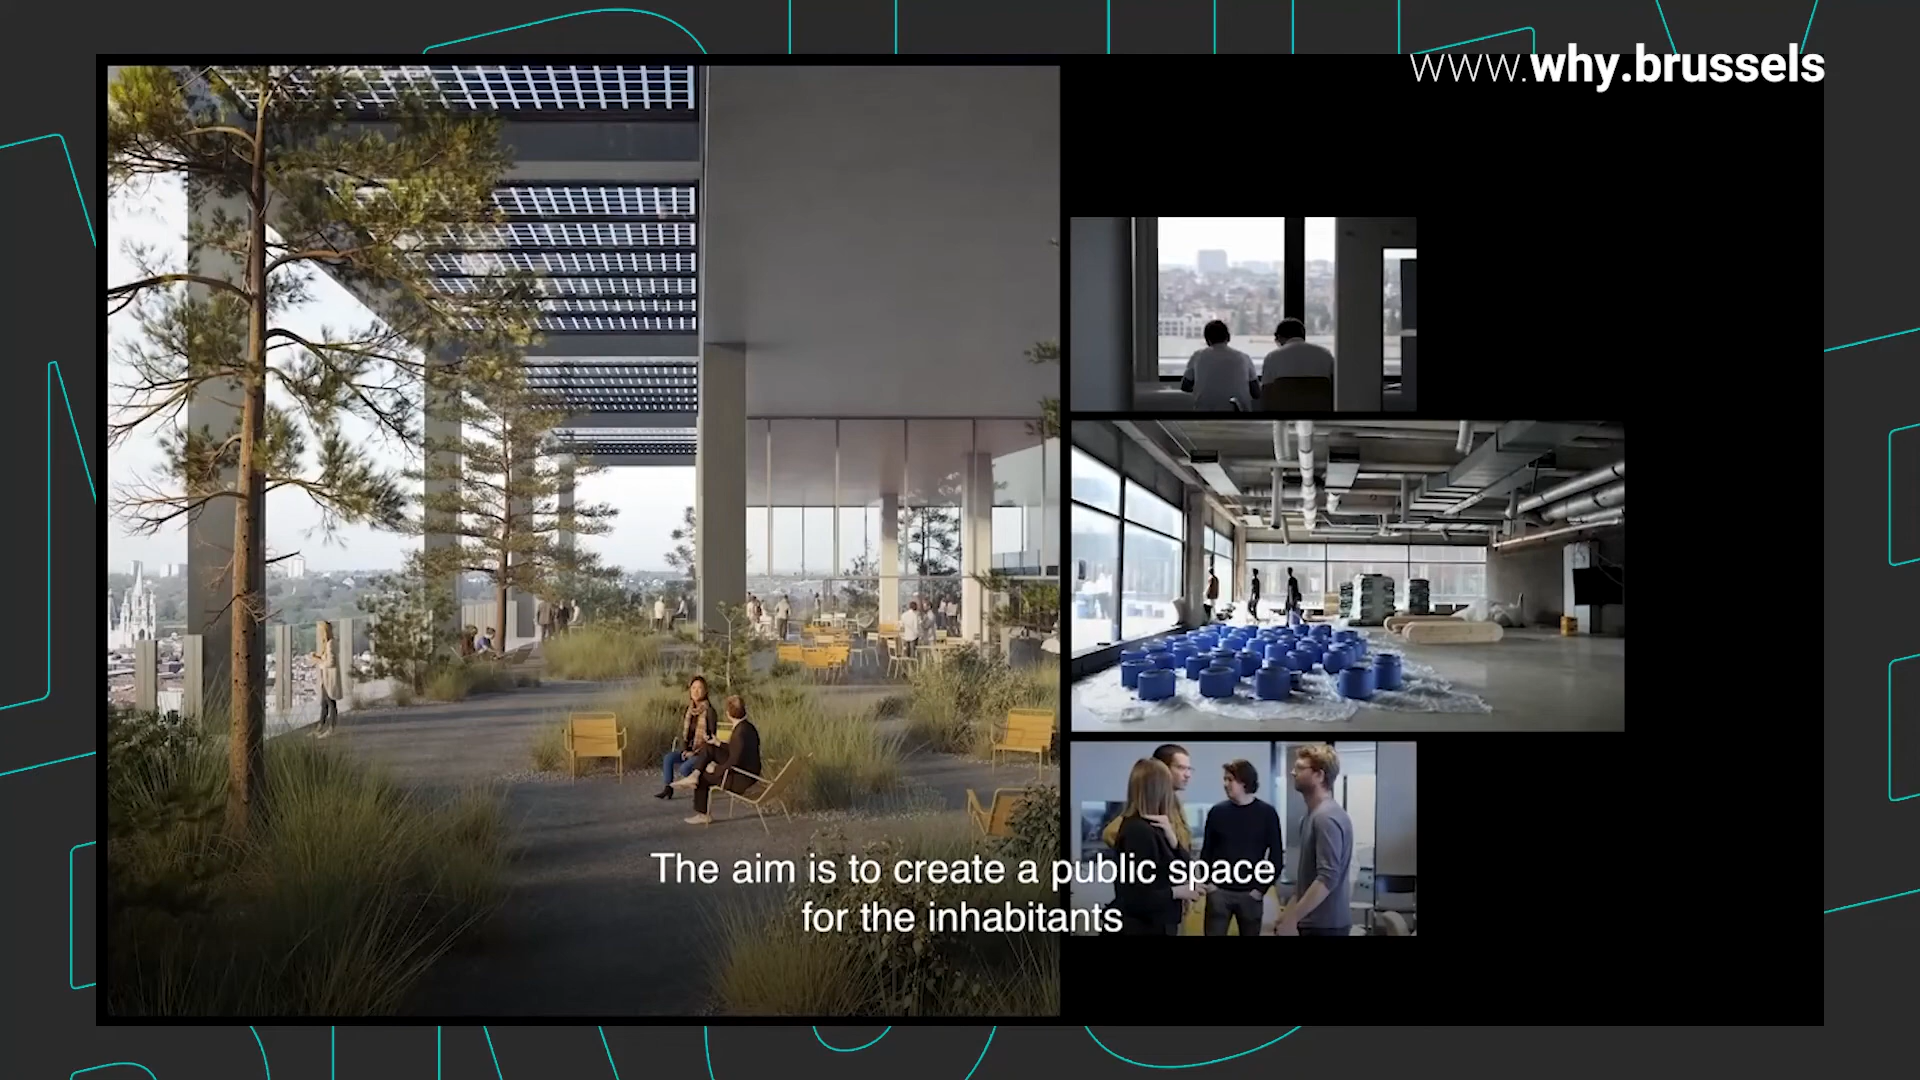 www.why.brussels
The aim is to create a public space
for the inhabitants